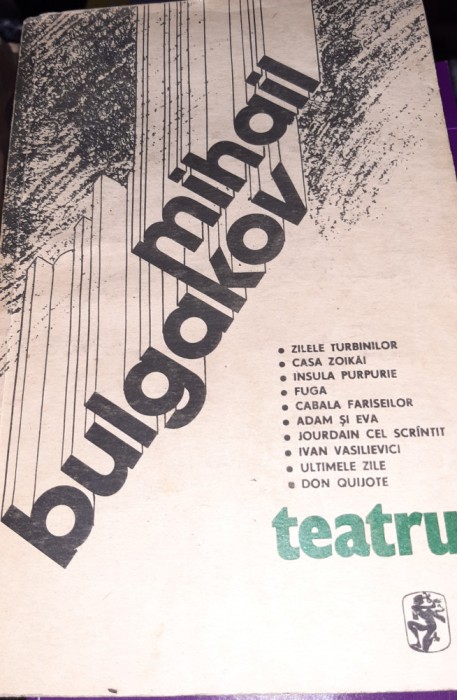 mihail
bulgakov
• ZILELE TURBINILOR
• CASA ZOIKĂI
• INSULA PURPURIE
• FUGA
• CABALA FARISEILOR
• ADAM ȘI EVA
• JOURDAIN CEL SCRÎNTIT
• IVAN VASILIEVICI
• ULTIMELE ZILE
• DON QUIJOTE
teatru